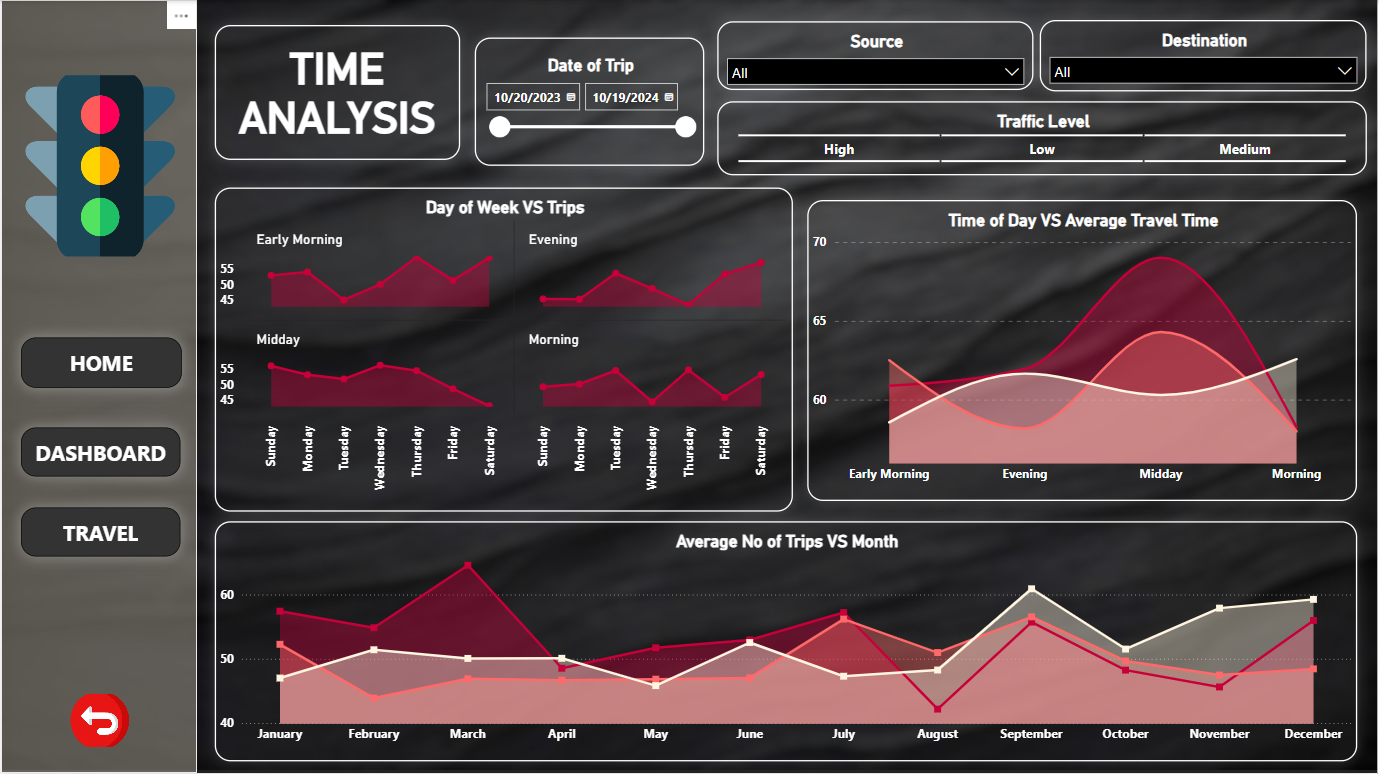 ...
TIME
ANALYSIS
Date of Trip
10/20/2023
10/19/2024
Source
All
Destination
All
Traffic Level
High Low Medium
HOME
DASHBOARD
TRAVEL
Day of Week VS Trips
Early Morning
55
50
45
Evening
Midday
55
50
45
Morning
Sunday Monday Tuesday Wednesday Thursday Friday Saturday
Sunday Monday Tuesday Wednesday Thursday Friday Saturday
Time of Day VS Average Travel Time
70
65
60
Early Morning Evening Midday Morning
Average No of Trips VS Month
60
50
40
January February March April May June July August September October November December